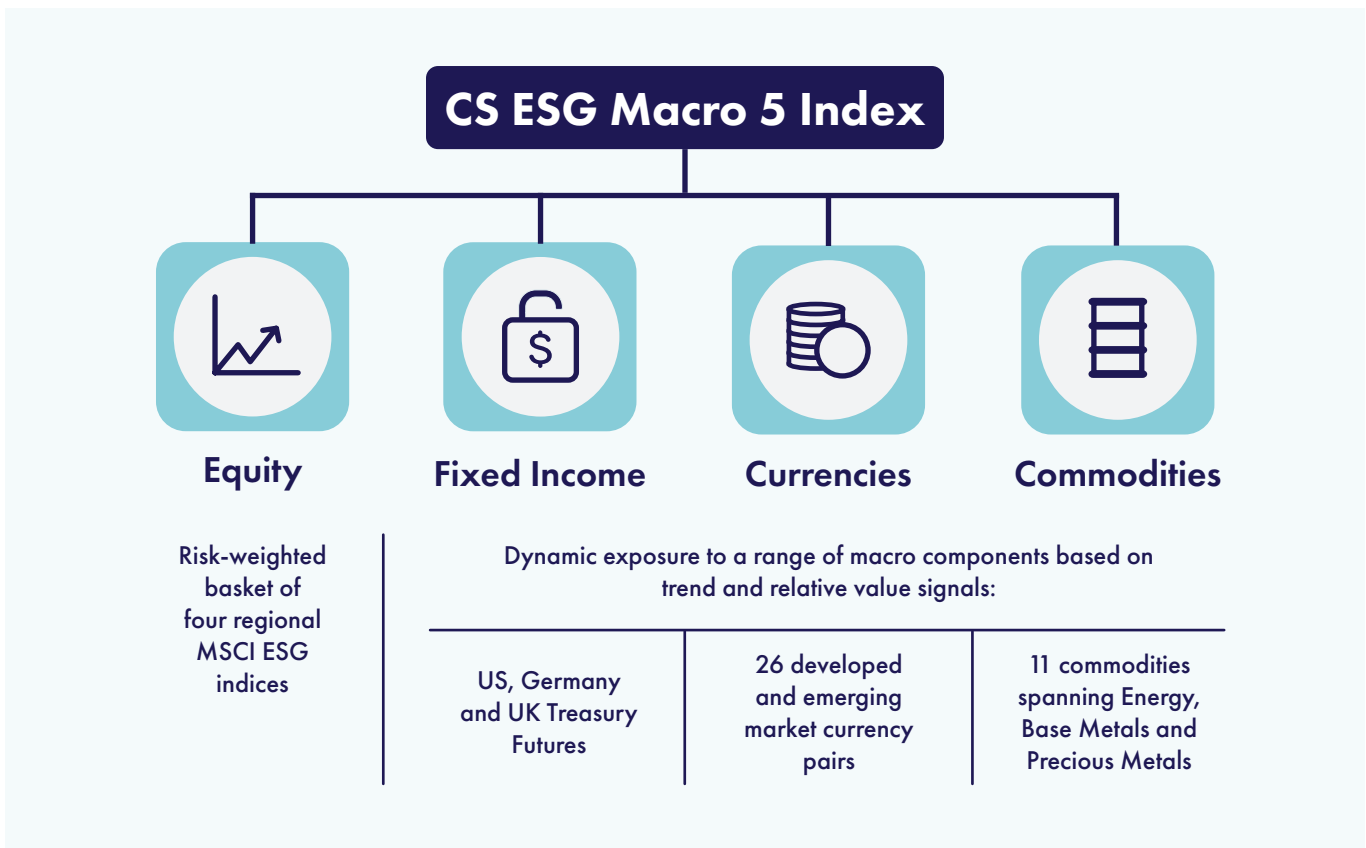 CS ESG Macro 5 Index
Equity
Fixed Income
Currencies
Commodities
Risk-weighted
basket of
four regional
MSCI ESG
indices
Dynamic exposure to a range of macro components based on
trend and relative value signals:
US, Germany
and UK Treasury
Futures
26 developed
and emerging
market currency
pairs
11 commodities
spanning Energy,
Base Metals and
Precious Metals
$